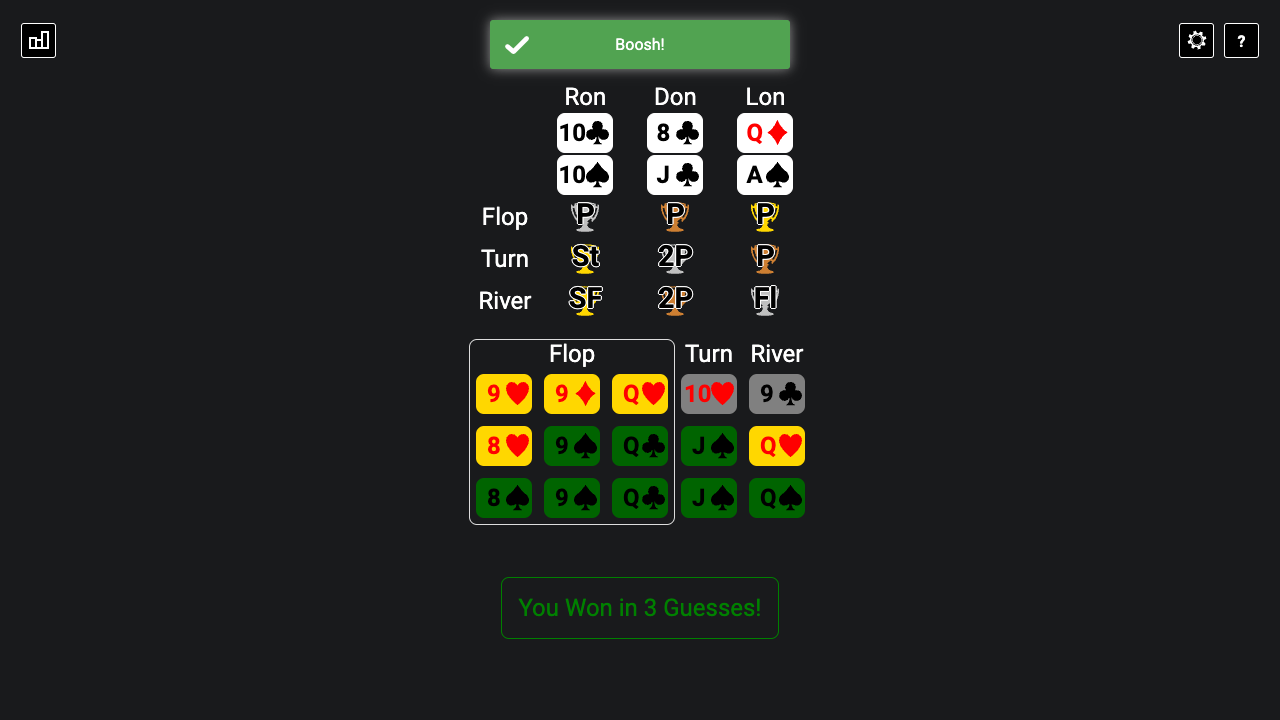 Boosh!
?
Ron Don Lon
10♣ 8♣ Q♦
10♠ J♣ A♠
Flop P P P
Turn St 2P P
River SF 2P Fl
Flop Turn River
9♥ 9♦ Q♥ 10♥ 9♣
8♥ 9♠ Q♣ J♠ Q♥
8♠ 9♠ Q♣ J♠ Q♠
You Won in 3 Guesses!